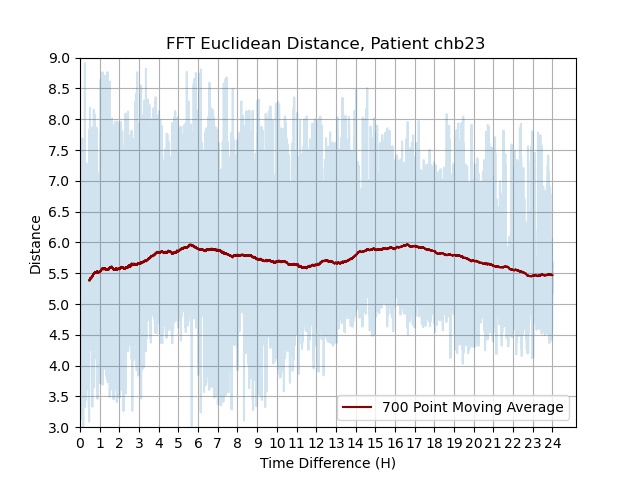 FFT Euclidean Distance, Patient chb23
9.0
8.5
8.0
7.5
7.0
6.5
6.0
5.5
5.0
4.5
4.0
3.5
3.0
Distance
700 Point Moving Average
0 1 2 3 4 5 6 7 8 9 10 11 12 13 14 15 16 17 18 19 20 21 22 23 24
Time Difference (H)